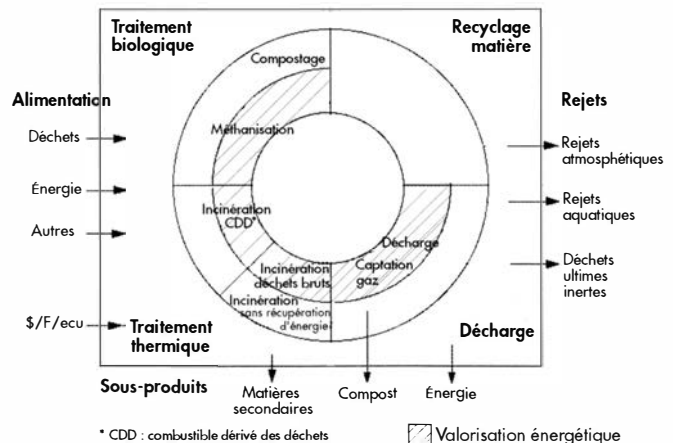 Traitement
biologique
Recyclage
matière
Compostage
Alimentation
Rejets
Méthanisation
Déchets
Rejets
atmosphétiques
Énergie
Rejets
aquatiques
Incinération
CDD*
Autres
Décharge
Incinération
déchets bruts
Captation
gaz
Déchets
ultimes
inertes
Incinération
sans récupération
d'énergie
$/F/ecu
Traitement
thermique
Décharge
Sous-produits
Matières
secondaires
Compost
Énergie
* CDD : combustible dérivé des déchets
Valorisation énergétique